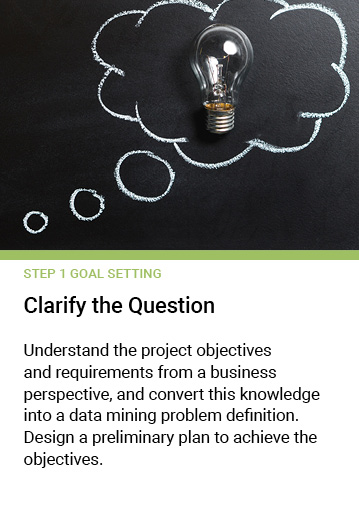 STEP 1 GOAL SETTING
Clarify the Question
Understand the project objectives
and requirements from a business
perspective, and convert this knowledge
into a data mining problem definition.
Design a preliminary plan to achieve the
objectives.